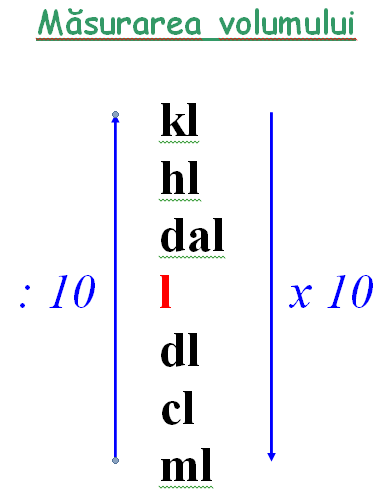 Măsurarea volumului
kl
hl
dal
: 10 l x 10
dl
cl
ml